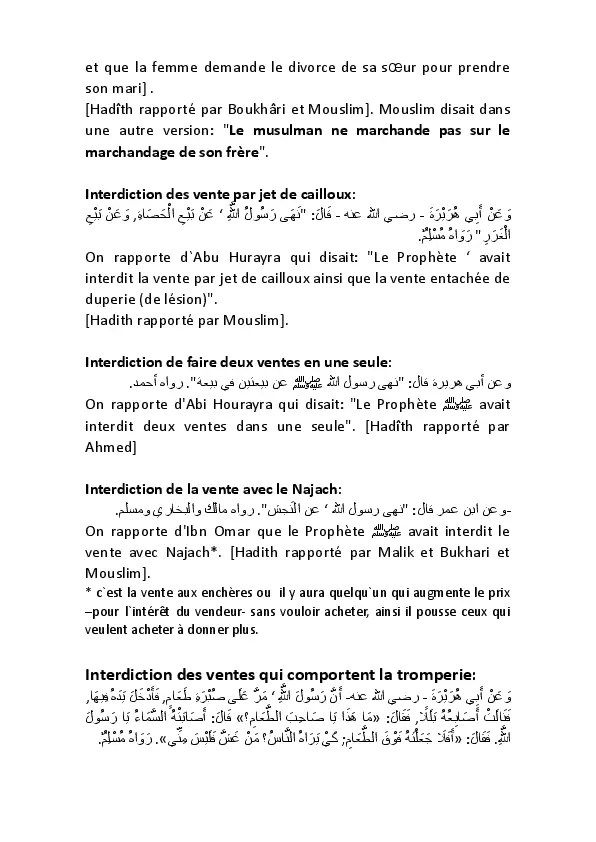 et que la femme demande le divorce de sa sœur pour prendre
son mari] .
[Hadîth rapporté par Boukhâri et Mouslim]. Mouslim disait dans
une autre version: "Le musulman ne marchande pas sur le
marchandage de son frère".
Interdiction des vente par jet de cailloux:
وَعَنْ أَبِي هُرَيْرَةَ - رضي الله عنه - قَالَ: "نَهَى رَسُولُ اللَّهِ ‘ عَنْ بَيْعِ الْحَصَاةِ, وَعَنْ بَيْعِ
الْغَرَرِ " رَوَاهُ مُسْلِمٌ.
On rapporte d`Abu Hurayra qui disait: "Le Prophète ‘ avait
interdit la vente par jet de cailloux ainsi que la vente entachée de
duperie (de lésion)".
[Hadith rapporté par Mouslim].
Interdiction de faire deux ventes en une seule:
وعن أبي هريرة قال: "نهى رسول الله ﷺ عن بيعتين في بيعة". رواه أحمد.
On rapporte d'Abi Hourayra qui disait: "Le Prophète ﷺ avait
interdit deux ventes dans une seule". [Hadîth rapporté par
Ahmed]
Interdiction de la vente avec le Najach:
-وعن ابن عمر قال: "نهى رسول الله ‘ عن النَجش". رواه مالك والبخاري ومسلم.
On rapporte d'Ibn Omar que le Prophète ﷺ avait interdit le
vente avec Najach*. [Hadith rapporté par Malik et Bukhari et
Mouslim].
* c`est la vente aux enchères ou il y aura quelqu`un qui augmente le prix
–pour l`intérêt du vendeur- sans vouloir acheter, ainsi il pousse ceux qui
veulent acheter à donner plus.
Interdiction des ventes qui comportent la tromperie:
وَعَنْ أَبِي هُرَيْرَةَ - رضي الله عنه- أَنَّ رَسُولَ اللَّهِ ‘ مَرَّ عَلَى صُبْرَةِ طَعَامٍ, فَأَدْخَلَ يَدَهُ فِيهَا,
فَنَالَتْ أَصَابِعُهُ بَلَلًا, فَقَالَ: «مَا هَذَا يَا صَاحِبَ الطَّعَامِ؟» قَالَ: أَصَابَتْهُ السَّمَاءُ يَا رَسُولَ
اللَّهِ. فَقَالَ: «أَفَلَا جَعَلْتَهُ فَوْقَ الطَّعَامِ; كَيْ يَرَاهُ النَّاسُ؟ مَنْ غَشَّ فَلَيْسَ مِنِّي». رَوَاهُ مُسْلِمٌ.